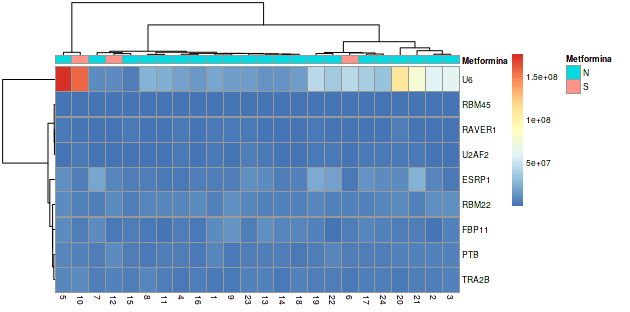 Metformina
U6
RBM45
RAVER1
U2AF2
ESRP1
RBM22
FBP11
PTB
TRA2B
5 10 7 12 15 8 11 4 16 1 9 23 13 14 18 19 22 6 17 24 20 21 2 3
1.5e+08
1e+08
5e+07
Metformina
N
S